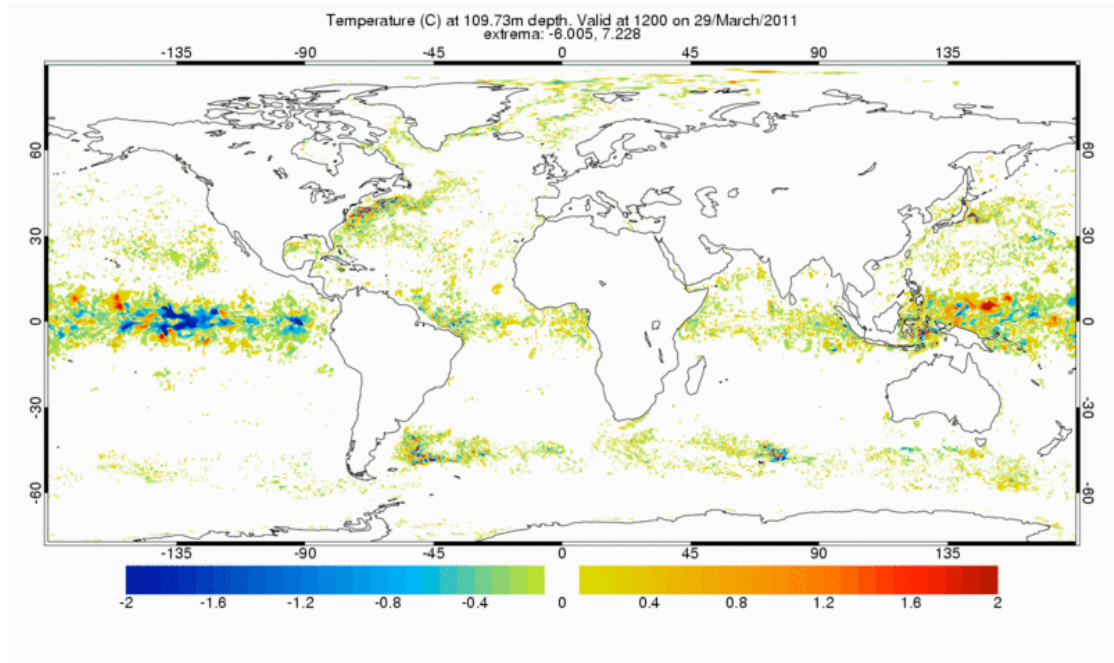 Temperature (C) at 109.73m depth. Valid at 1200 on 29/March/2011
extrema: -6.005, 7.228
-135 -90 -45 0 45 90 135
60 60
30 30
0 0
-30 -30
-60 -60
-135 -90 -45 0 45 90 135
-2 -1.6 -1.2 -0.8 -0.4 0 0.4 0.8 1.2 1.6 2